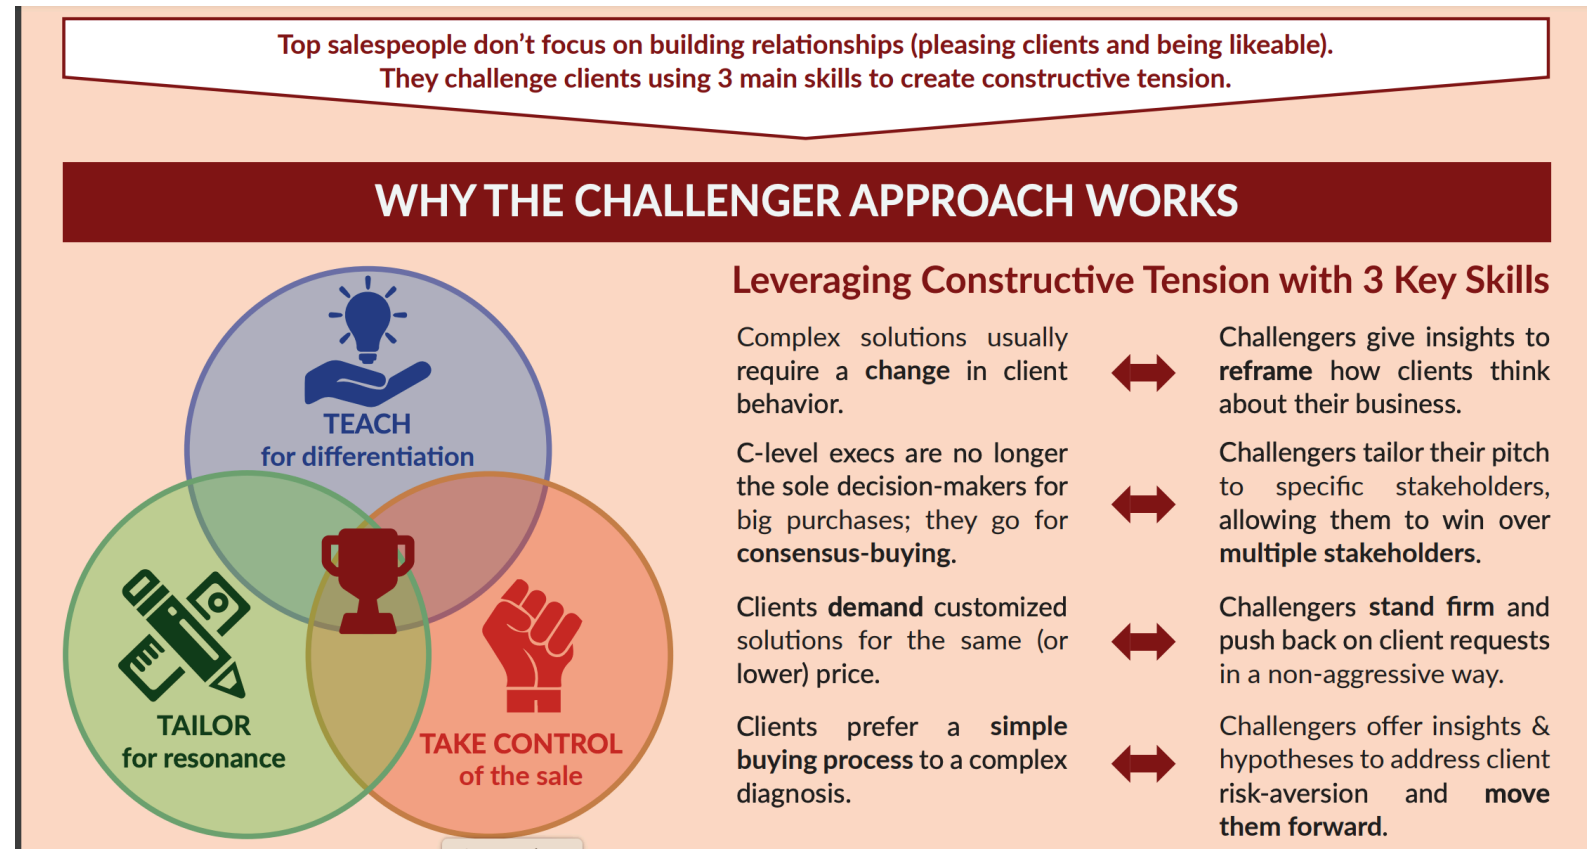 Top salespeople don't focus on building relationships (pleasing clients and being likeable).
They challenge clients using 3 main skills to create constructive tension.
WHY THE CHALLENGER APPROACH WORKS
TEACH
for differentiation
TAILOR
for resonance
TAKE CONTROL
of the sale
Leveraging Constructive Tension with 3 Key Skills
Complex solutions usually
require a change in client
behavior.
Challengers give insights to
reframe how clients think
about their business.
C-level execs are no longer
the sole decision-makers for
big purchases; they go for
consensus-buying.
Challengers tailor their pitch
to specific stakeholders,
allowing them to win over
multiple stakeholders.
Clients demand customized
solutions for the same (or
lower) price.
Challengers stand firm and
push back on client requests
in a non-aggressive way.
Clients prefer a simple
buying process to a complex
diagnosis.
Challengers offer insights &
hypotheses to address client
risk-aversion and move
them forward.